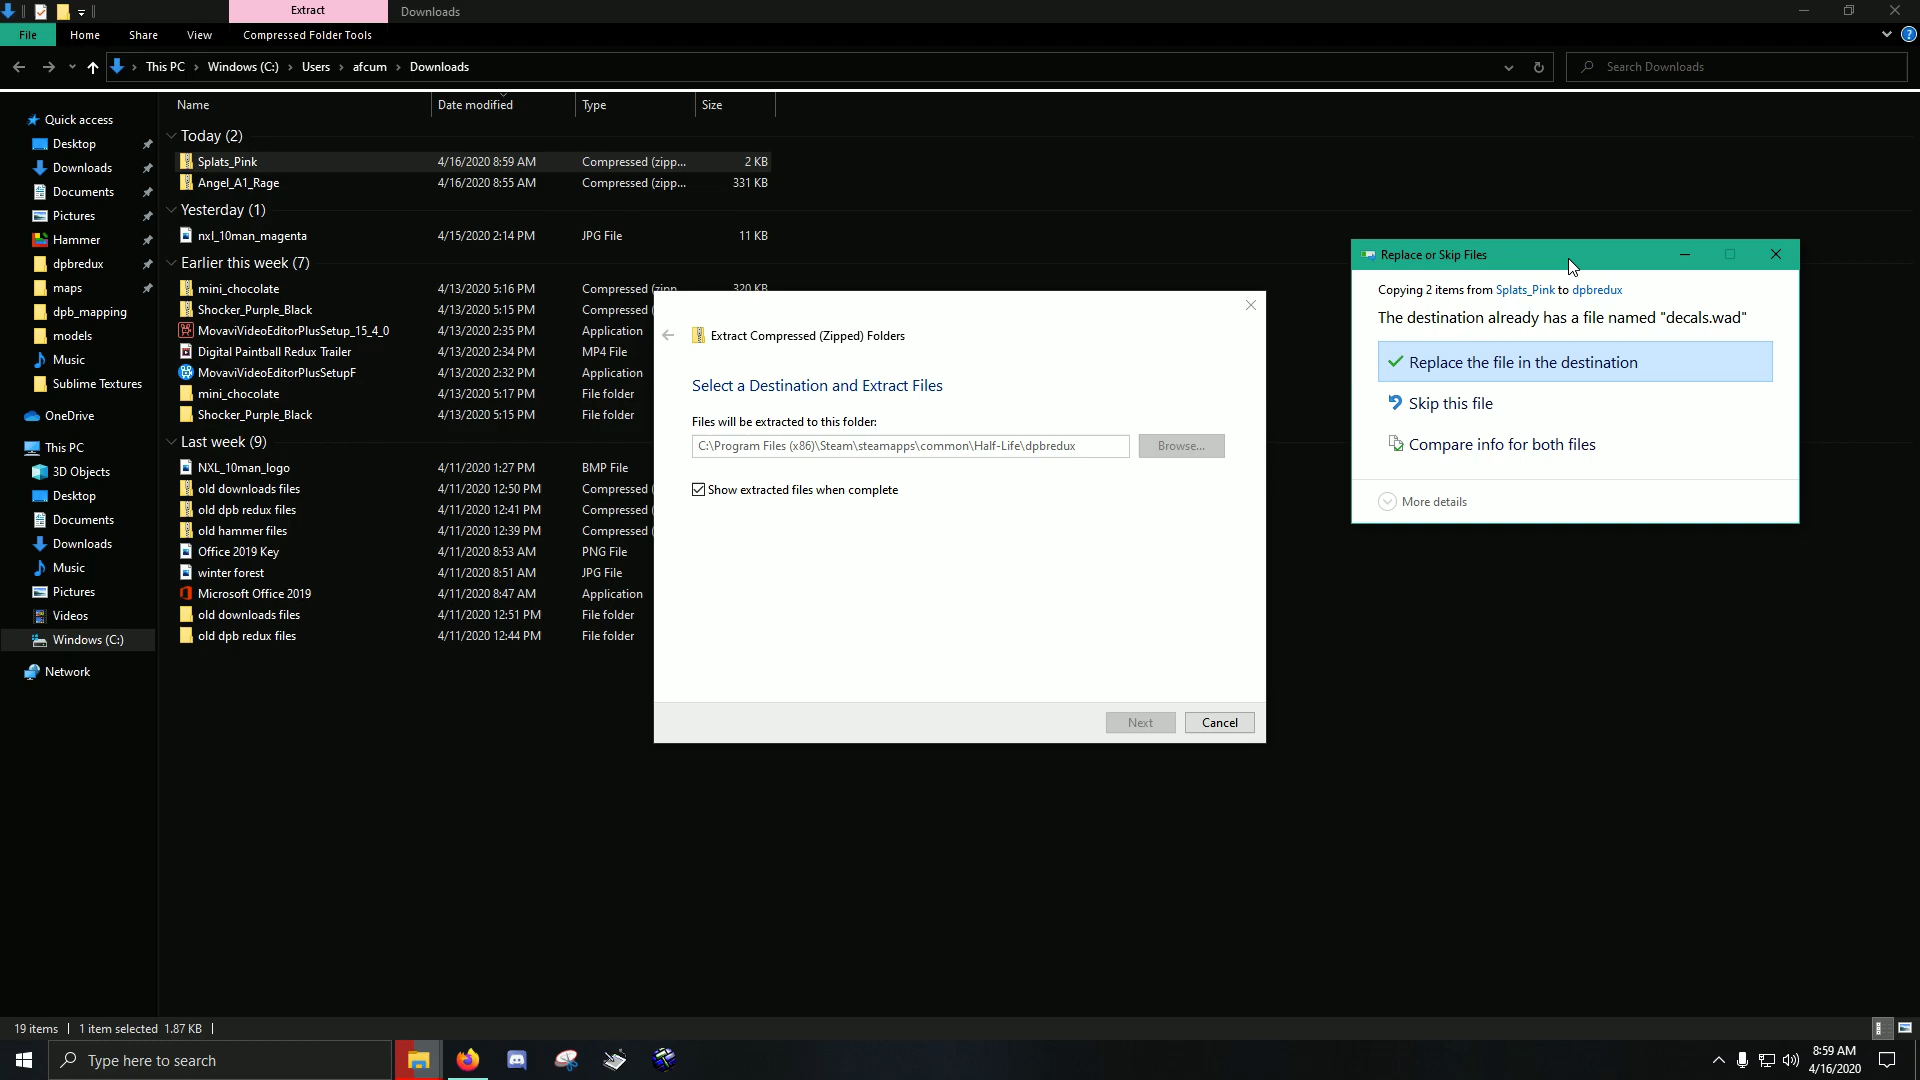 Extract
Downloads
File
Home
Share
View
Compressed Folder Tools
This PC
Windows (C:)
Users
afcum
Downloads
Search Downloads
Quick access
Desktop
Downloads
Documents
Pictures
Hammer
dpbredux
maps
dpb_mapping
models
Music
Sublime Textures
OneDrive
This PC
3D Objects
Desktop
Documents
Downloads
Music
Pictures
Videos
Windows (C:)
Network
Name Date modified Type Size
Today (2)
Splats_Pink 4/16/2020 8:59 AM Compressed (zipp... 2 KB
Angel_A1_Rage 4/16/2020 8:55 AM Compressed (zipp... 331 KB
Yesterday (1)
nxl_10man_magenta 4/15/2020 2:14 PM JPG File 11 KB
Earlier this week (7)
mini_chocolate 4/13/2020 5:16 PM Compressed (zipp 320 KB
Shocker_Purple_Black 4/13/2020 5:15 PM Compressed (
MovaviVideoEditorPlusSetup_15_4_0 4/13/2020 2:35 PM Application
Digital Paintball Redux Trailer 4/13/2020 2:34 PM MP4 File
MovaviVideoEditorPlusSetupF 4/13/2020 2:32 PM Application
mini_chocolate 4/13/2020 5:17 PM File folder
Shocker_Purple_Black 4/13/2020 5:15 PM File folder
Last week (9)
NXL_10man_logo 4/11/2020 1:27 PM BMP File
old downloads files 4/11/2020 12:50 PM Compressed (
old dpb redux files 4/11/2020 12:41 PM Compressed (
old hammer files 4/11/2020 12:39 PM Compressed (
Office 2019 Key 4/11/2020 8:53 AM PNG File
winter forest 4/11/2020 8:51 AM JPG File
Microsoft Office 2019 4/11/2020 8:47 AM Application
old downloads files 4/11/2020 12:51 PM File folder
old dpb redux files 4/11/2020 12:44 PM File folder
Extract Compressed (Zipped) Folders
Select a Destination and Extract Files
Files will be extracted to this folder:
C:\Program Files (x86)\Steam\steamapps\common\Half-Life\dpbredux
Browse...
Show extracted files when complete
Next
Cancel
Replace or Skip Files
Copying 2 items from Splats_Pink to dpbredux
The destination already has a file named "decals.wad"
Replace the file in the destination
Skip this file
Compare info for both files
More details
19 items
1 item selected 1.87 KB
Type here to search
8:59 AM
4/16/2020